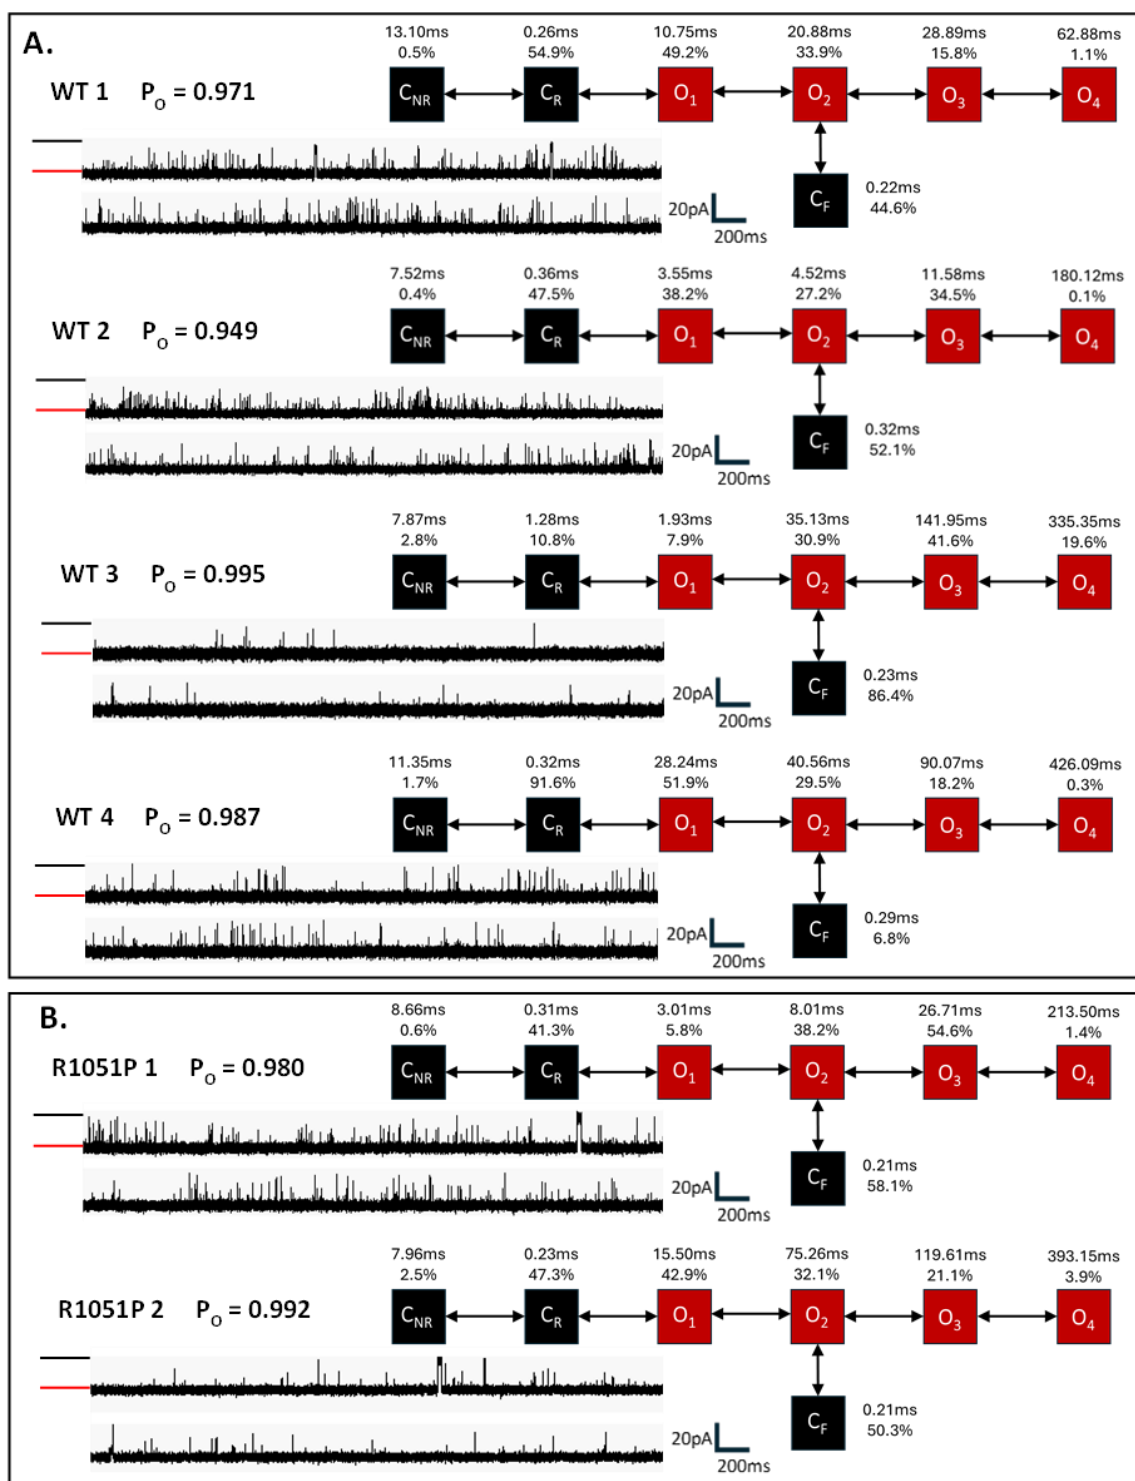 A.
13.10ms 0.26ms 10.75ms 20.88ms 28.89ms 62.88ms
0.5% 54.9% 49.2% 33.9% 15.8% 1.1%
WT 1 Po = 0.971
CNR CR O1 O2 O3 O4
CF
0.22ms
44.6%
20pA
200ms
7.52ms 0.36ms 3.55ms 4.52ms 11.58ms 180.12ms
0.4% 47.5% 38.2% 27.2% 34.5% 0.1%
WT 2 Po = 0.949
CNR CR O1 O2 O3 O4
CF
0.32ms
52.1%
20pA
200ms
7.87ms 1.28ms 1.93ms 35.13ms 141.95ms 335.35ms
2.8% 10.8% 7.9% 30.9% 41.6% 19.6%
WT 3 Po = 0.995
CNR CR O1 O2 O3 O4
CF
0.23ms
86.4%
20pA
200ms
11.35ms 0.32ms 28.24ms 40.56ms 90.07ms 426.09ms
1.7% 91.6% 51.9% 29.5% 18.2% 0.3%
WT 4 Po = 0.987
CNR CR O1 O2 O3 O4
CF
0.29ms
6.8%
20pA
200ms
B.
8.66ms 0.31ms 3.01ms 8.01ms 26.71ms 213.50ms
0.6% 41.3% 5.8% 38.2% 54.6% 1.4%
R1051P 1 Po = 0.980
CNR CR O1 O2 O3 O4
CF
0.21ms
58.1%
20pA
200ms
7.96ms 0.23ms 15.50ms 75.26ms 119.61ms 393.15ms
2.5% 47.3% 42.9% 32.1% 21.1% 3.9%
R1051P 2 Po = 0.992
CNR CR O1 O2 O3 O4
CF
0.21ms
50.3%
20pA
200ms